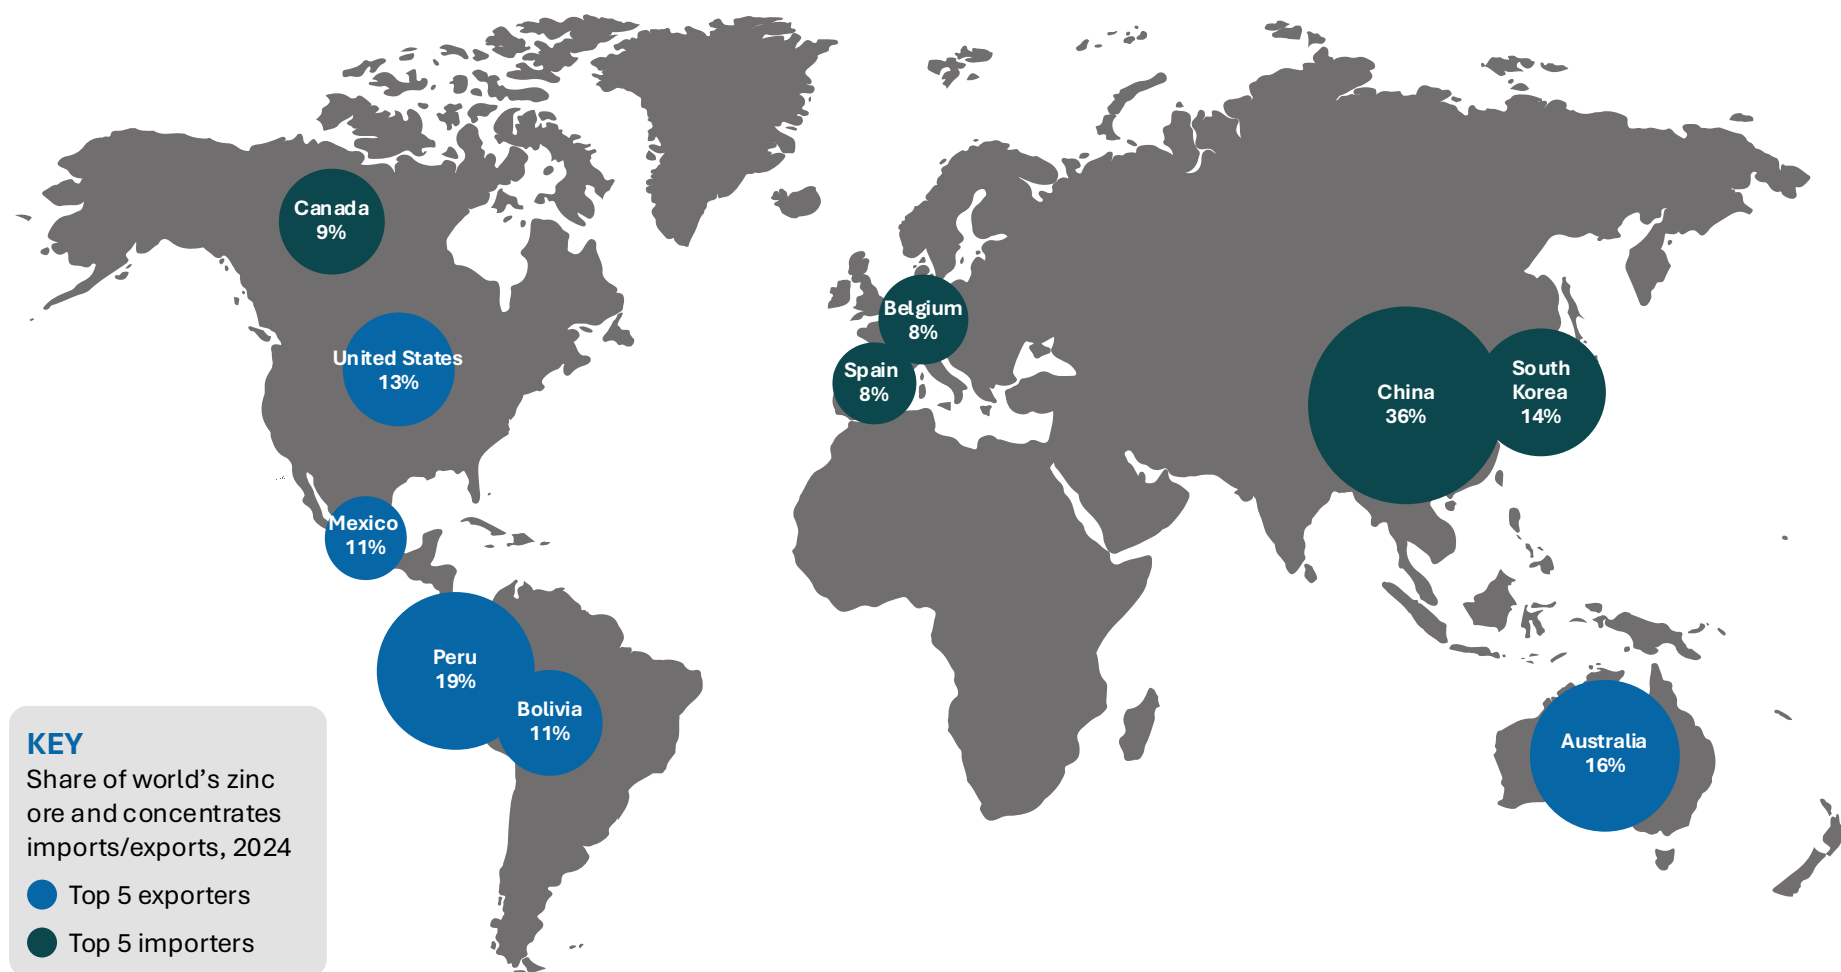 Canada
9%
United States
13%
Mexico
11%
Peru
19%
Bolivia
11%
Belgium
8%
Spain
8%
China
36%
South
Korea
14%
Australia
16%
KEY
Share of world’s zinc
ore and concentrates
imports/exports, 2024
Top 5 exporters
Top 5 importers